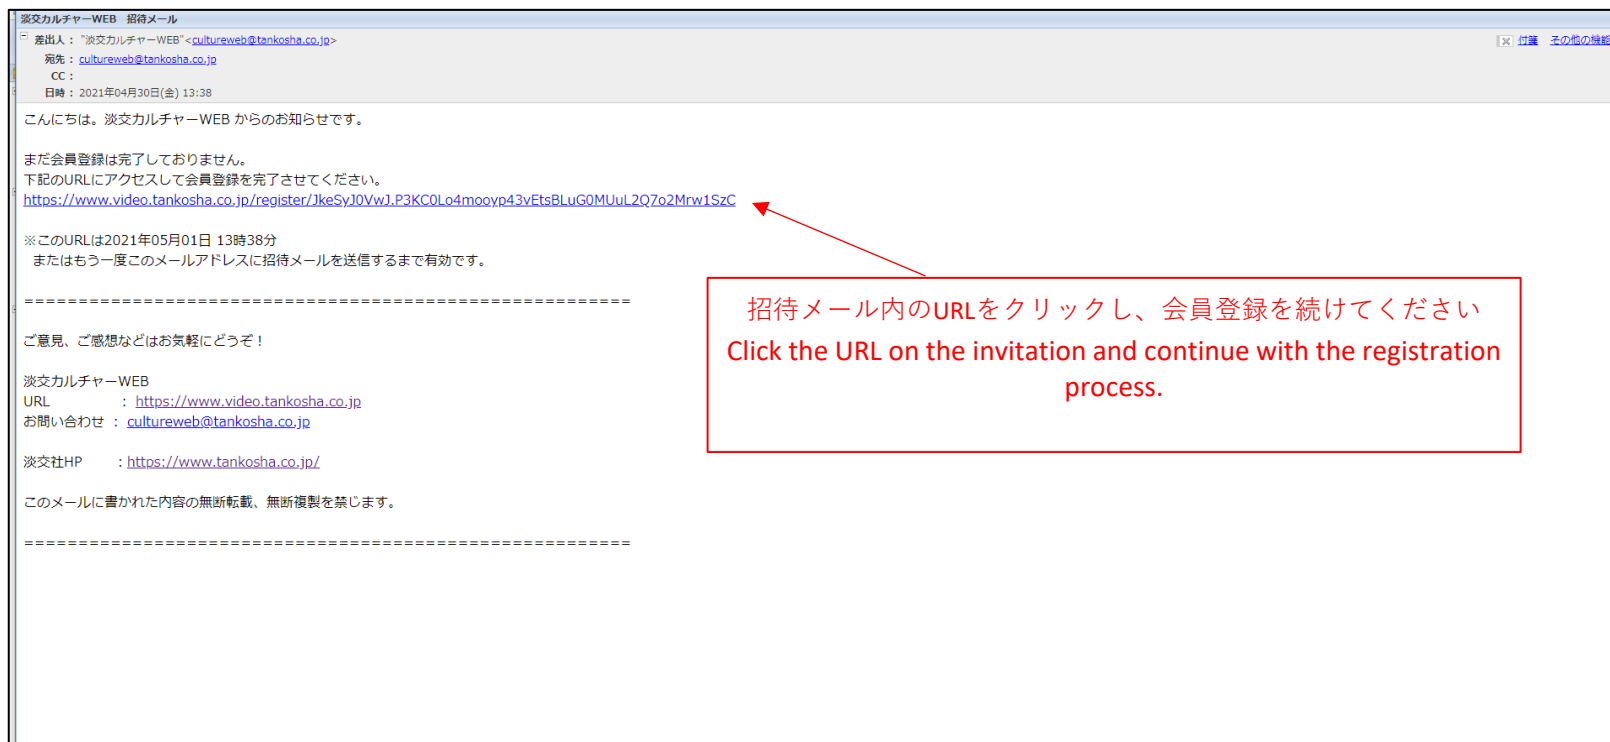 淡交カルチャーWEB　招待メール
差出人： "淡交カルチャーWEB"<cultureweb@tankosha.co.jp>
付箋 その他の機能
宛先： cultureweb@tankosha.co.jp
CC：
日時： 2021年04月30日(金) 13:38
こんにちは。淡交カルチャーWEB からのお知らせです。
まだ会員登録は完了しておりません。
下記のURLにアクセスして会員登録を完了させてください。
https://www.video.tankosha.co.jp/register/JkeSyJ0VwJ.P3KC0Lo4mooyp43vEtsBLuG0MUuL2Q7o2Mrw1SzC
※このURLは2021年05月01日 13時38分
またはもう一度このメールアドレスに招待メールを送信するまで有効です。
========================================================
招待メール内のURLをクリックし、会員登録を続けてください
Click the URL on the invitation and continue with the registration
process.
ご意見、ご感想などはお気軽にどうぞ！
淡交カルチャーWEB
URL ： https://www.video.tankosha.co.jp
お問い合わせ ： cultureweb@tankosha.co.jp
淡交社HP ：https://www.tankosha.co.jp/
このメールに書かれた内容の無断転載、無断複製を禁じます。
========================================================